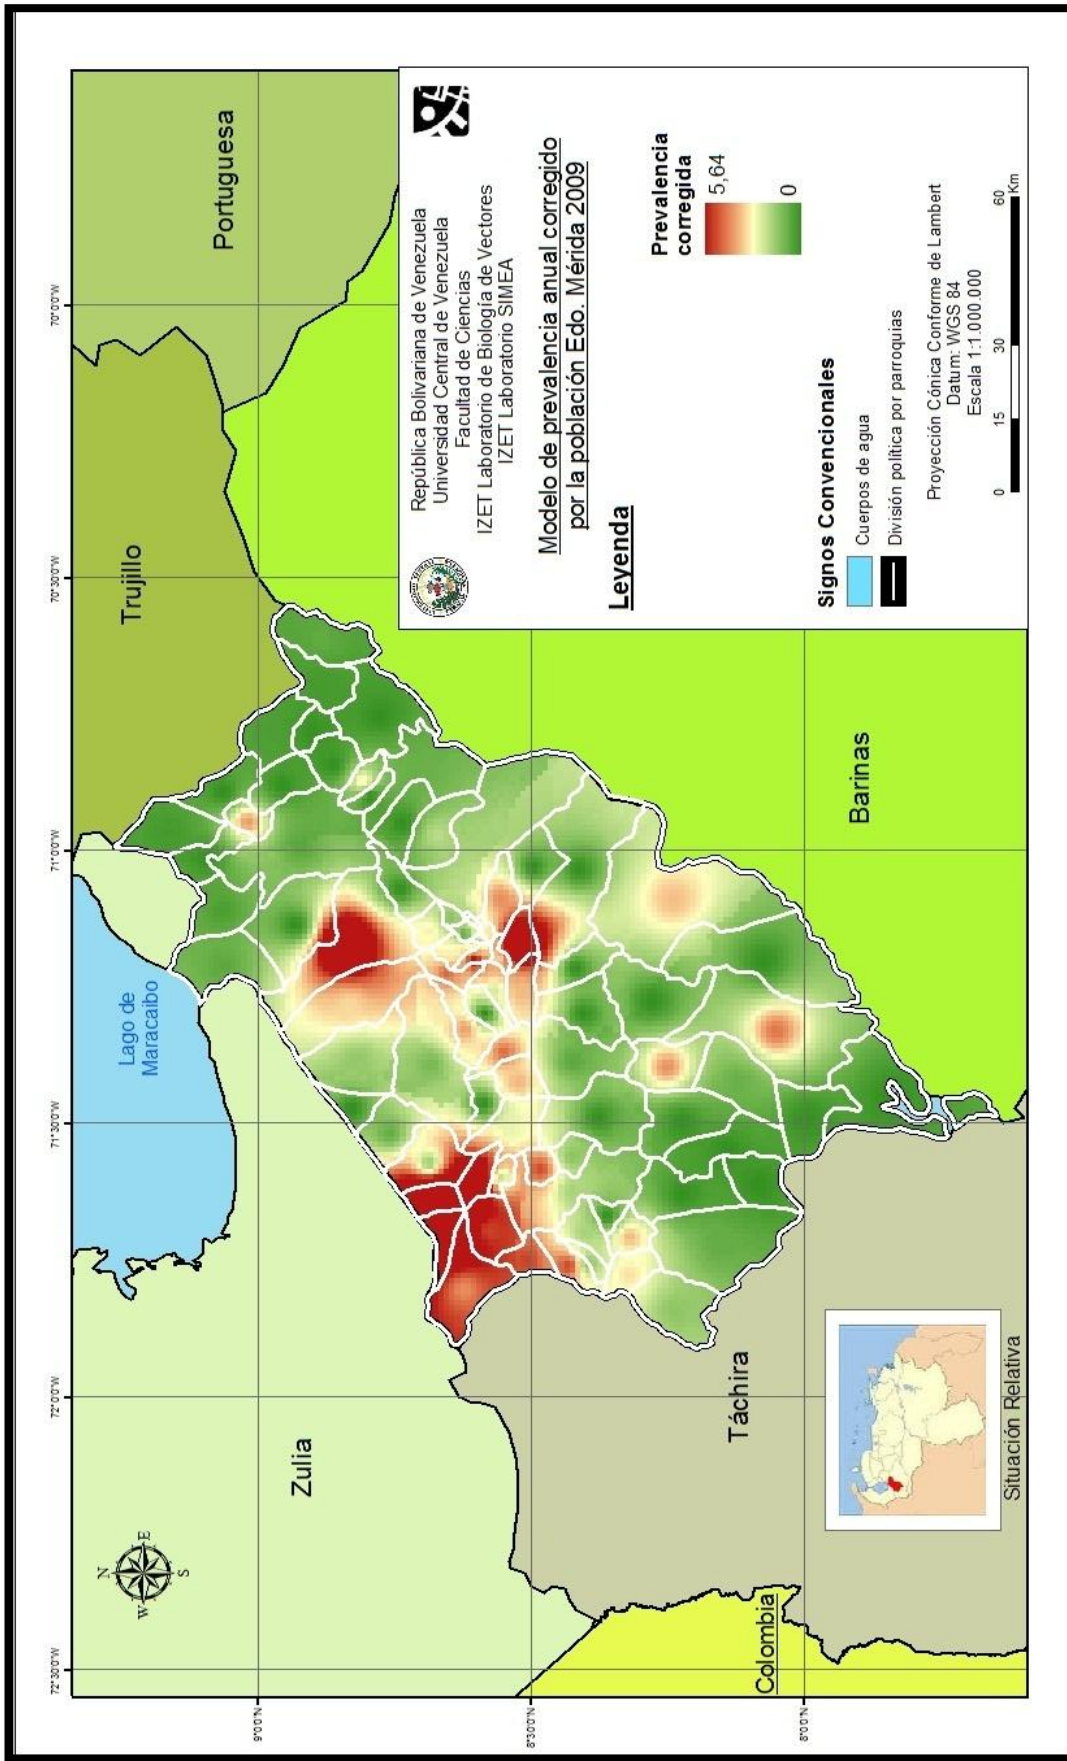 72°30'0"W
72°0'0"W
71°30'0"W
71°0'0"W
70°30'0"W
70°0'0"W
9°0'0"N
8°30'0"N
8°0'0"N
N
W
E
S
Zulia
Lago de
Maracaibo
Trujillo
Portuguesa
Táchira
Barinas
Colombia
Situación Relativa
República Bolivariana de Venezuela
Universidad Central de Venezuela
Facultad de Ciencias
IZET Laboratorio de Biología de Vectores
IZET Laboratorio SIMEA
Modelo de prevalencia anual corregido
por la población Edo. Mérida 2009
Leyenda
Prevalencia
corregida
5,64
0
Signos Convencionales
Cuerpos de agua
División política por parroquias
Proyección Cónica Conforme de Lambert
Datum: WGS 84
Escala 1:1.000.000
0 15 30 60
Km